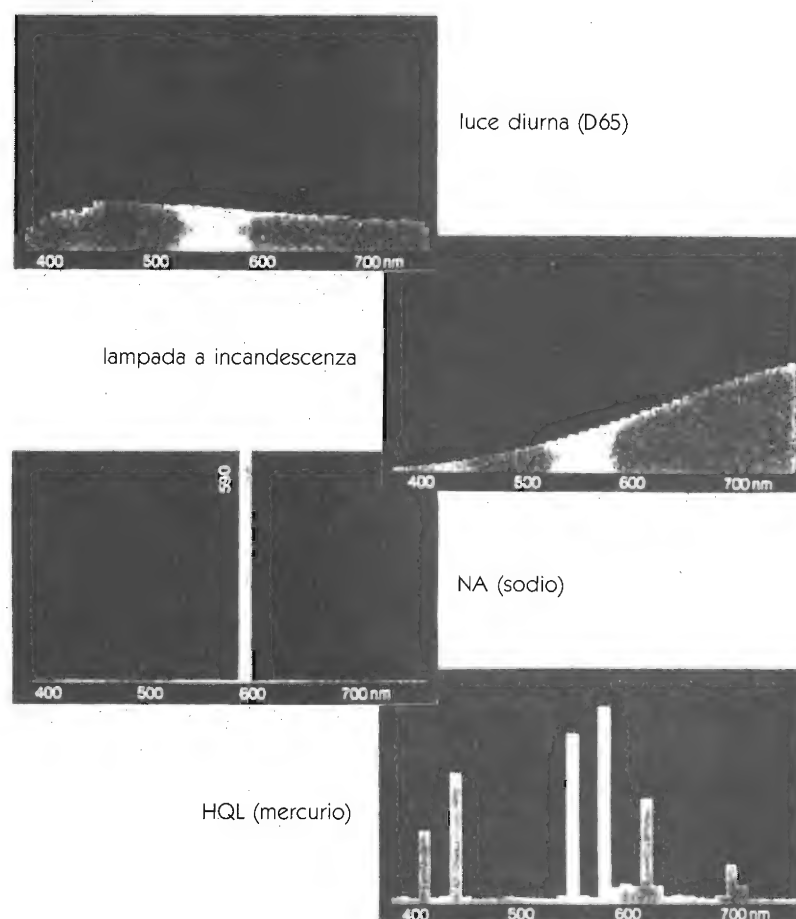 luce diurna (D65)
400 500 600 700 nm
lampada a incandescenza
400 500 600 700 nm
590
NA (sodio)
400 500 600 700 nm
HQL (mercurio)
400 500 600 700 nm